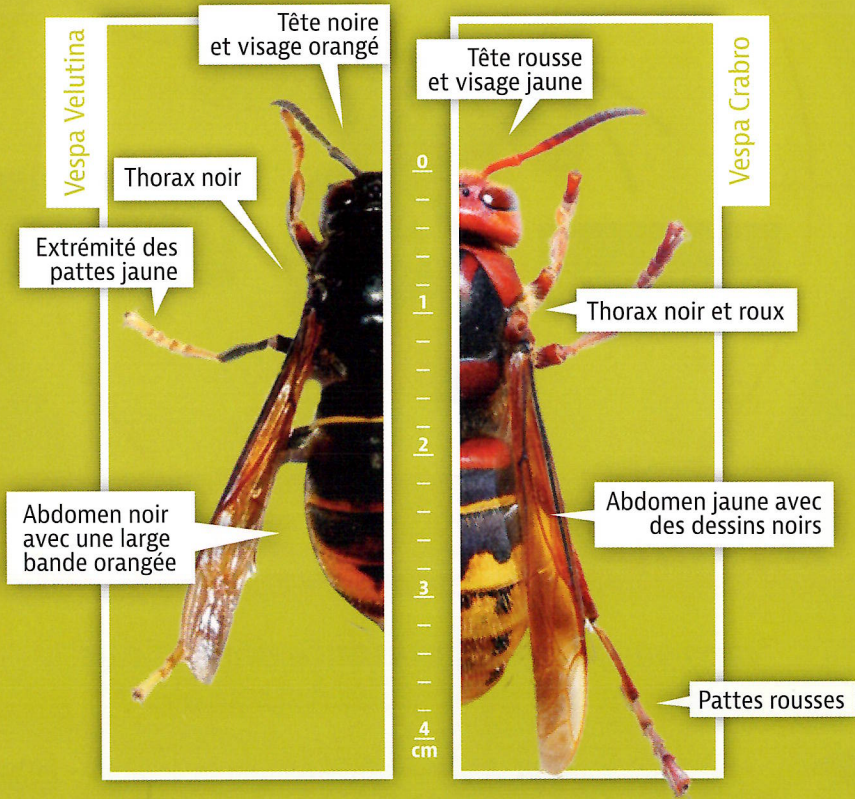 Vespa Velutina
Tête noire
et visage orangé
Thorax noir
Extrémité des
pattes jaune
Abdomen noir
avec une large
bande orangée
0
1
2
3
4
cm
Vespa Crabro
Tête rousse
et visage jaune
Thorax noir et roux
Abdomen jaune avec
des dessins noirs
Pattes rousses